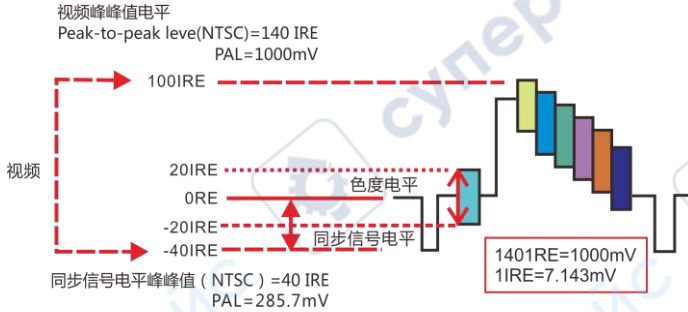 视频峰峰值电平
Peak-to-peak leve(NTSC)=140 IRE
PAL=1000mV
100IRE
视频
20IRE
色度电平
0RE
-20IRE
同步信号电平
-40IRE
1401RE=1000mV
1IRE=7.143mV
同步信号电平峰峰值（NTSC）=40 IRE
PAL=285.7mV
супер